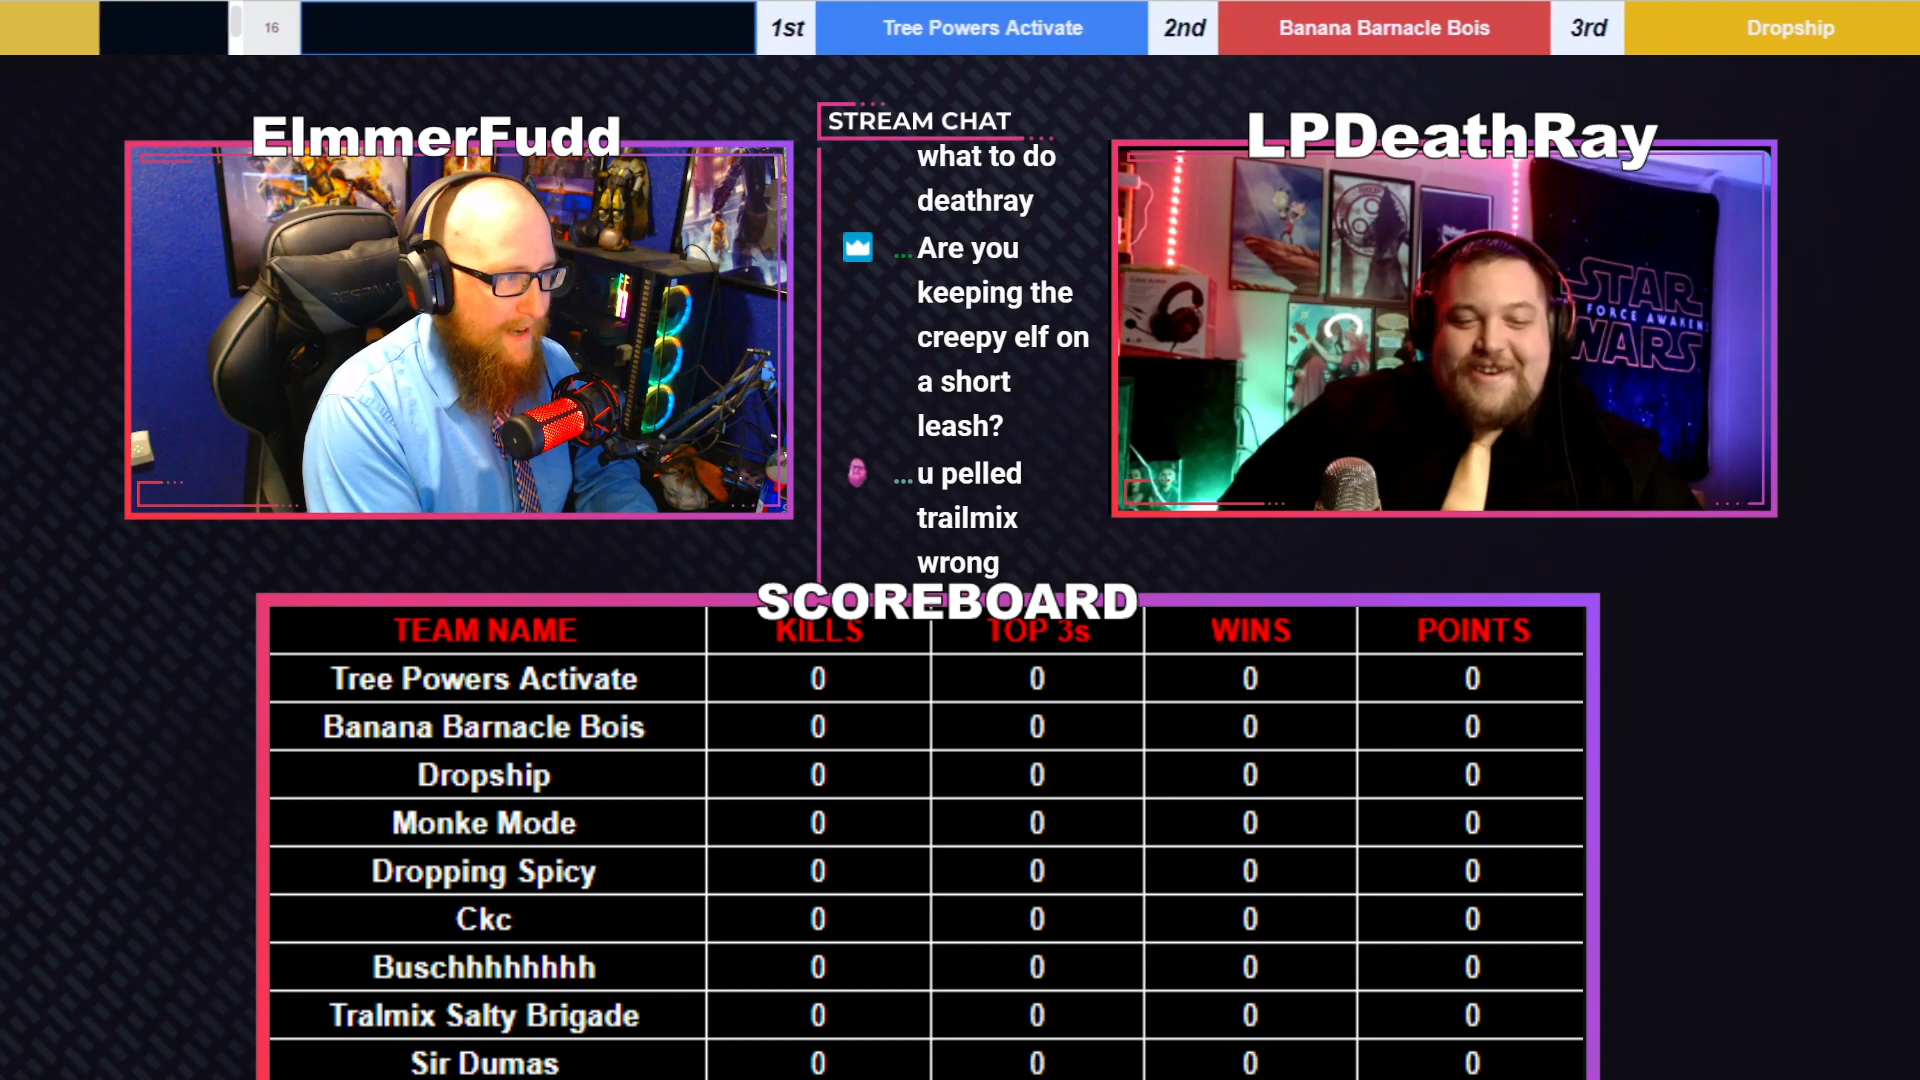 16 1st Tree Powers Activate 2nd Banana Barnacle Bois 3rd Dropship
ElmmerFudd
STREAM CHAT
LPDeathRay
what to do
deathray
... Are you
keeping the
creepy elf on
a short
leash?
... u pelled
trailmix
wrong
RESPAWN
STAR
FORCE AWAKENS
WARS
SCOREBOARD
TEAM NAME KILLS TOP 3s WINS POINTS
Tree Powers Activate 0 0 0 0
Banana Barnacle Bois 0 0 0 0
Dropship 0 0 0 0
Monke Mode 0 0 0 0
Dropping Spicy 0 0 0 0
Ckc 0 0 0 0
Buschhhhhhhh 0 0 0 0
Tralmix Salty Brigade 0 0 0 0
Sir Dumas 0 0 0 0